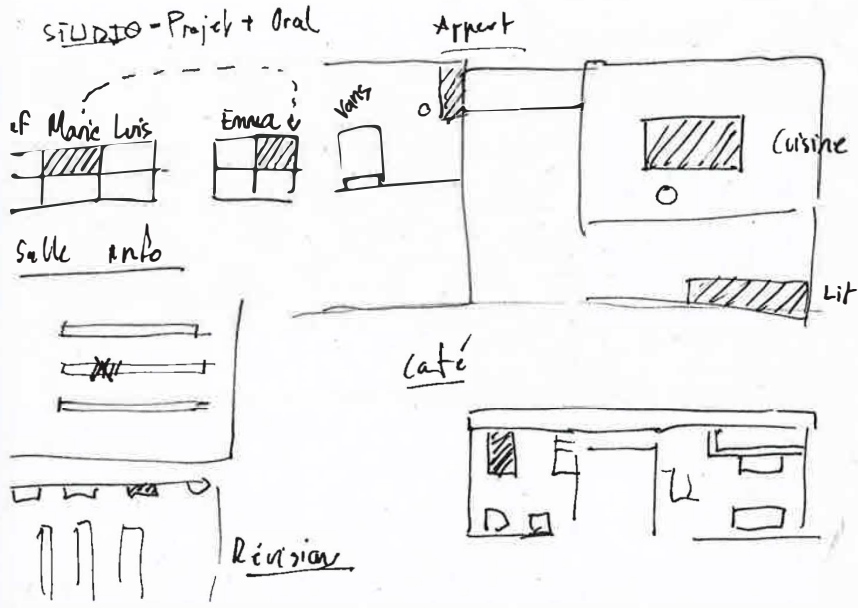 STUDIO - Projet + Oral
Marie Luis
Emma
Appart
Cuisine
Salle info
Lit
Café
Révision